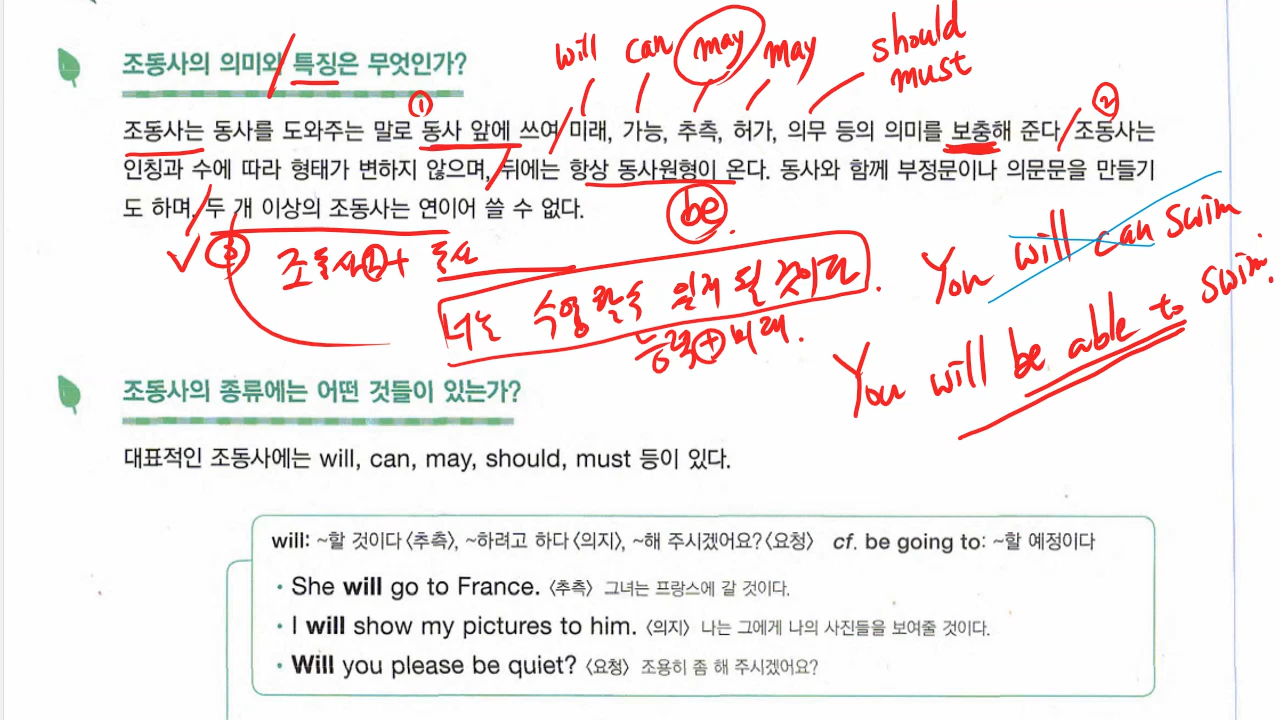 will can may may should
must
조동사의 의미와 특징은 무엇인가?
① ②
조동사는 동사를 도와주는 말로 동사 앞에 쓰여 미래, 가능, 추측, 허가, 의무 등의 의미를 보충해 준다. 조동사는
인칭과 수에 따라 형태가 변하지 않으며, 뒤에는 항상 동사원형이 온다. 동사와 함께 부정문이나 의문문을 만들기
도 하며, 두 개 이상의 조동사는 연이어 쓸 수 없다.
be
③ 조동사 + 동사
You will can swim
너는 수영할 수 있게 될 것이다.
능력 + 미래.
You will be able to swim.
조동사의 종류에는 어떤 것들이 있는가?
대표적인 조동사에는 will, can, may, should, must 등이 있다.
will: ~할 것이다〈추측〉, ~하려고 하다〈의지〉, ~해 주시겠어요?〈요청〉 cf. be going to: ~할 예정이다
• She will go to France. 〈추측〉 그녀는 프랑스에 갈 것이다.
• I will show my pictures to him. 〈의지〉 나는 그에게 나의 사진들을 보여줄 것이다.
• Will you please be quiet? 〈요청〉 조용히 좀 해 주시겠어요?